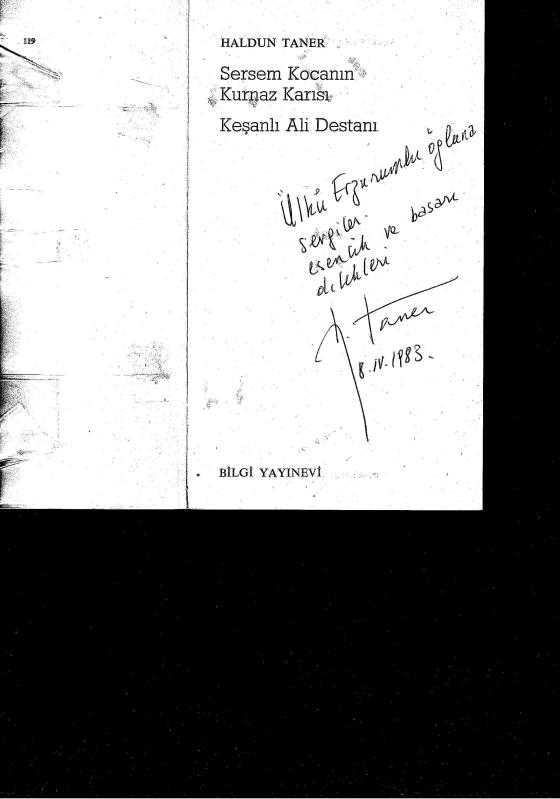 119
HALDUN TANER
Sersem Kocanın
Kurnaz Karısı
Keşanlı Ali Destanı
Ülkü Erzurumlu öğluna
sevgiler.
esenlik ve başarı
dilekleri
H. Taner
8.IV.1983.
BİLGİ YAYINEVİ